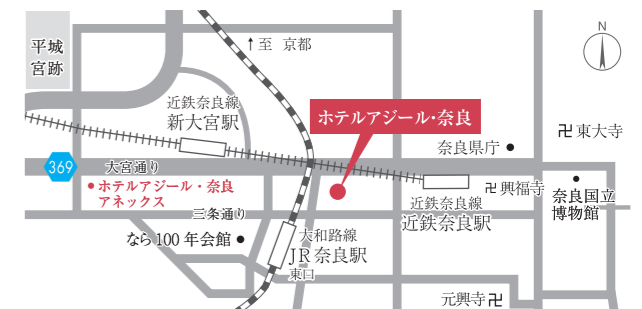 平城
宮跡
↑至 京都
N
近鉄奈良線
新大宮駅
ホテルアジール・奈良
奈良県庁
卍東大寺
369
大宮通り
ホテルアジール・奈良
アネックス
卍興福寺
奈良国立
博物館
三条通り
近鉄奈良線
近鉄奈良駅
なら100年会館
大和路線
JR奈良駅
東口
元興寺卍